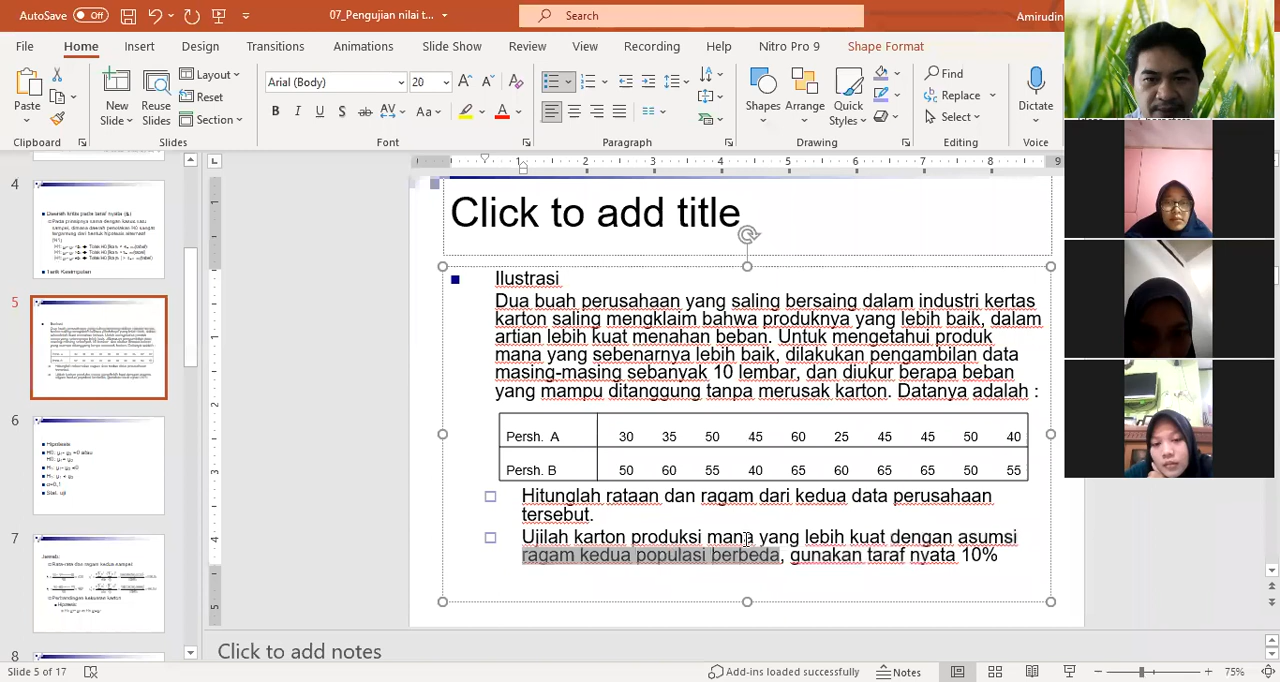 AutoSave Off 07_Pengujian nilai t... Search Amirudin
File Home Insert Design Transitions Animations Slide Show Review View Recording Help Nitro Pro 9 Shape Format
Paste New Slide Reuse Slides Layout Reset Section
Arial (Body) 20
Shapes Arrange Quick Styles
Find
Replace
Select
Dictate
Clipboard Slides Font Paragraph Drawing Editing Voice
4
5
6
7
8
Hipotesis
Click to add title
Ilustrasi
Dua buah perusahaan yang saling bersaing dalam industri kertas
karton saling mengklaim bahwa produknya yang lebih baik, dalam
artian lebih kuat menahan beban. Untuk mengetahui produk
mana yang sebenarnya lebih baik, dilakukan pengambilan data
masing-masing sebanyak 10 lembar, dan diukur berapa beban
yang mampu ditanggung tanpa merusak karton. Datanya adalah :
Persh. A 30 35 50 45 60 25 45 45 50 40
Persh. B 50 60 55 40 65 60 65 65 50 55
Hitunglah rataan dan ragam dari kedua data perusahaan
tersebut.
Ujilah karton produksi mana yang lebih kuat dengan asumsi
ragam kedua populasi berbeda, gunakan taraf nyata 10%
Click to add notes
Slide 5 of 17 Add-ins loaded successfully Notes 75%